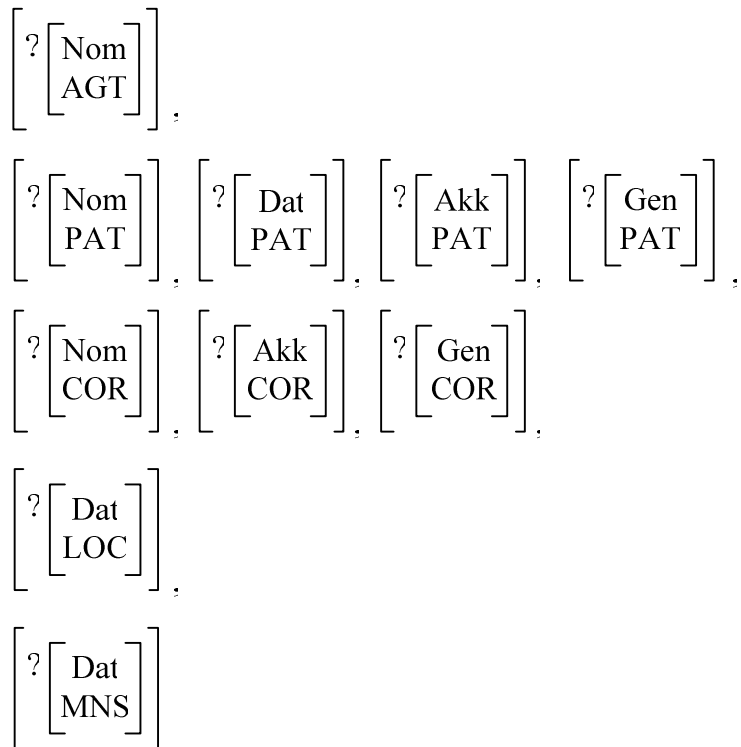 [? [Nom AGT]] ,
[? [Nom PAT]] , [? [Dat PAT]] , [? [Akk PAT]] , [? [Gen PAT]] ,
[? [Nom COR]] , [? [Akk COR]] , [? [Gen COR]] ,
[? [Dat LOC]] ,
[? [Dat MNS]]